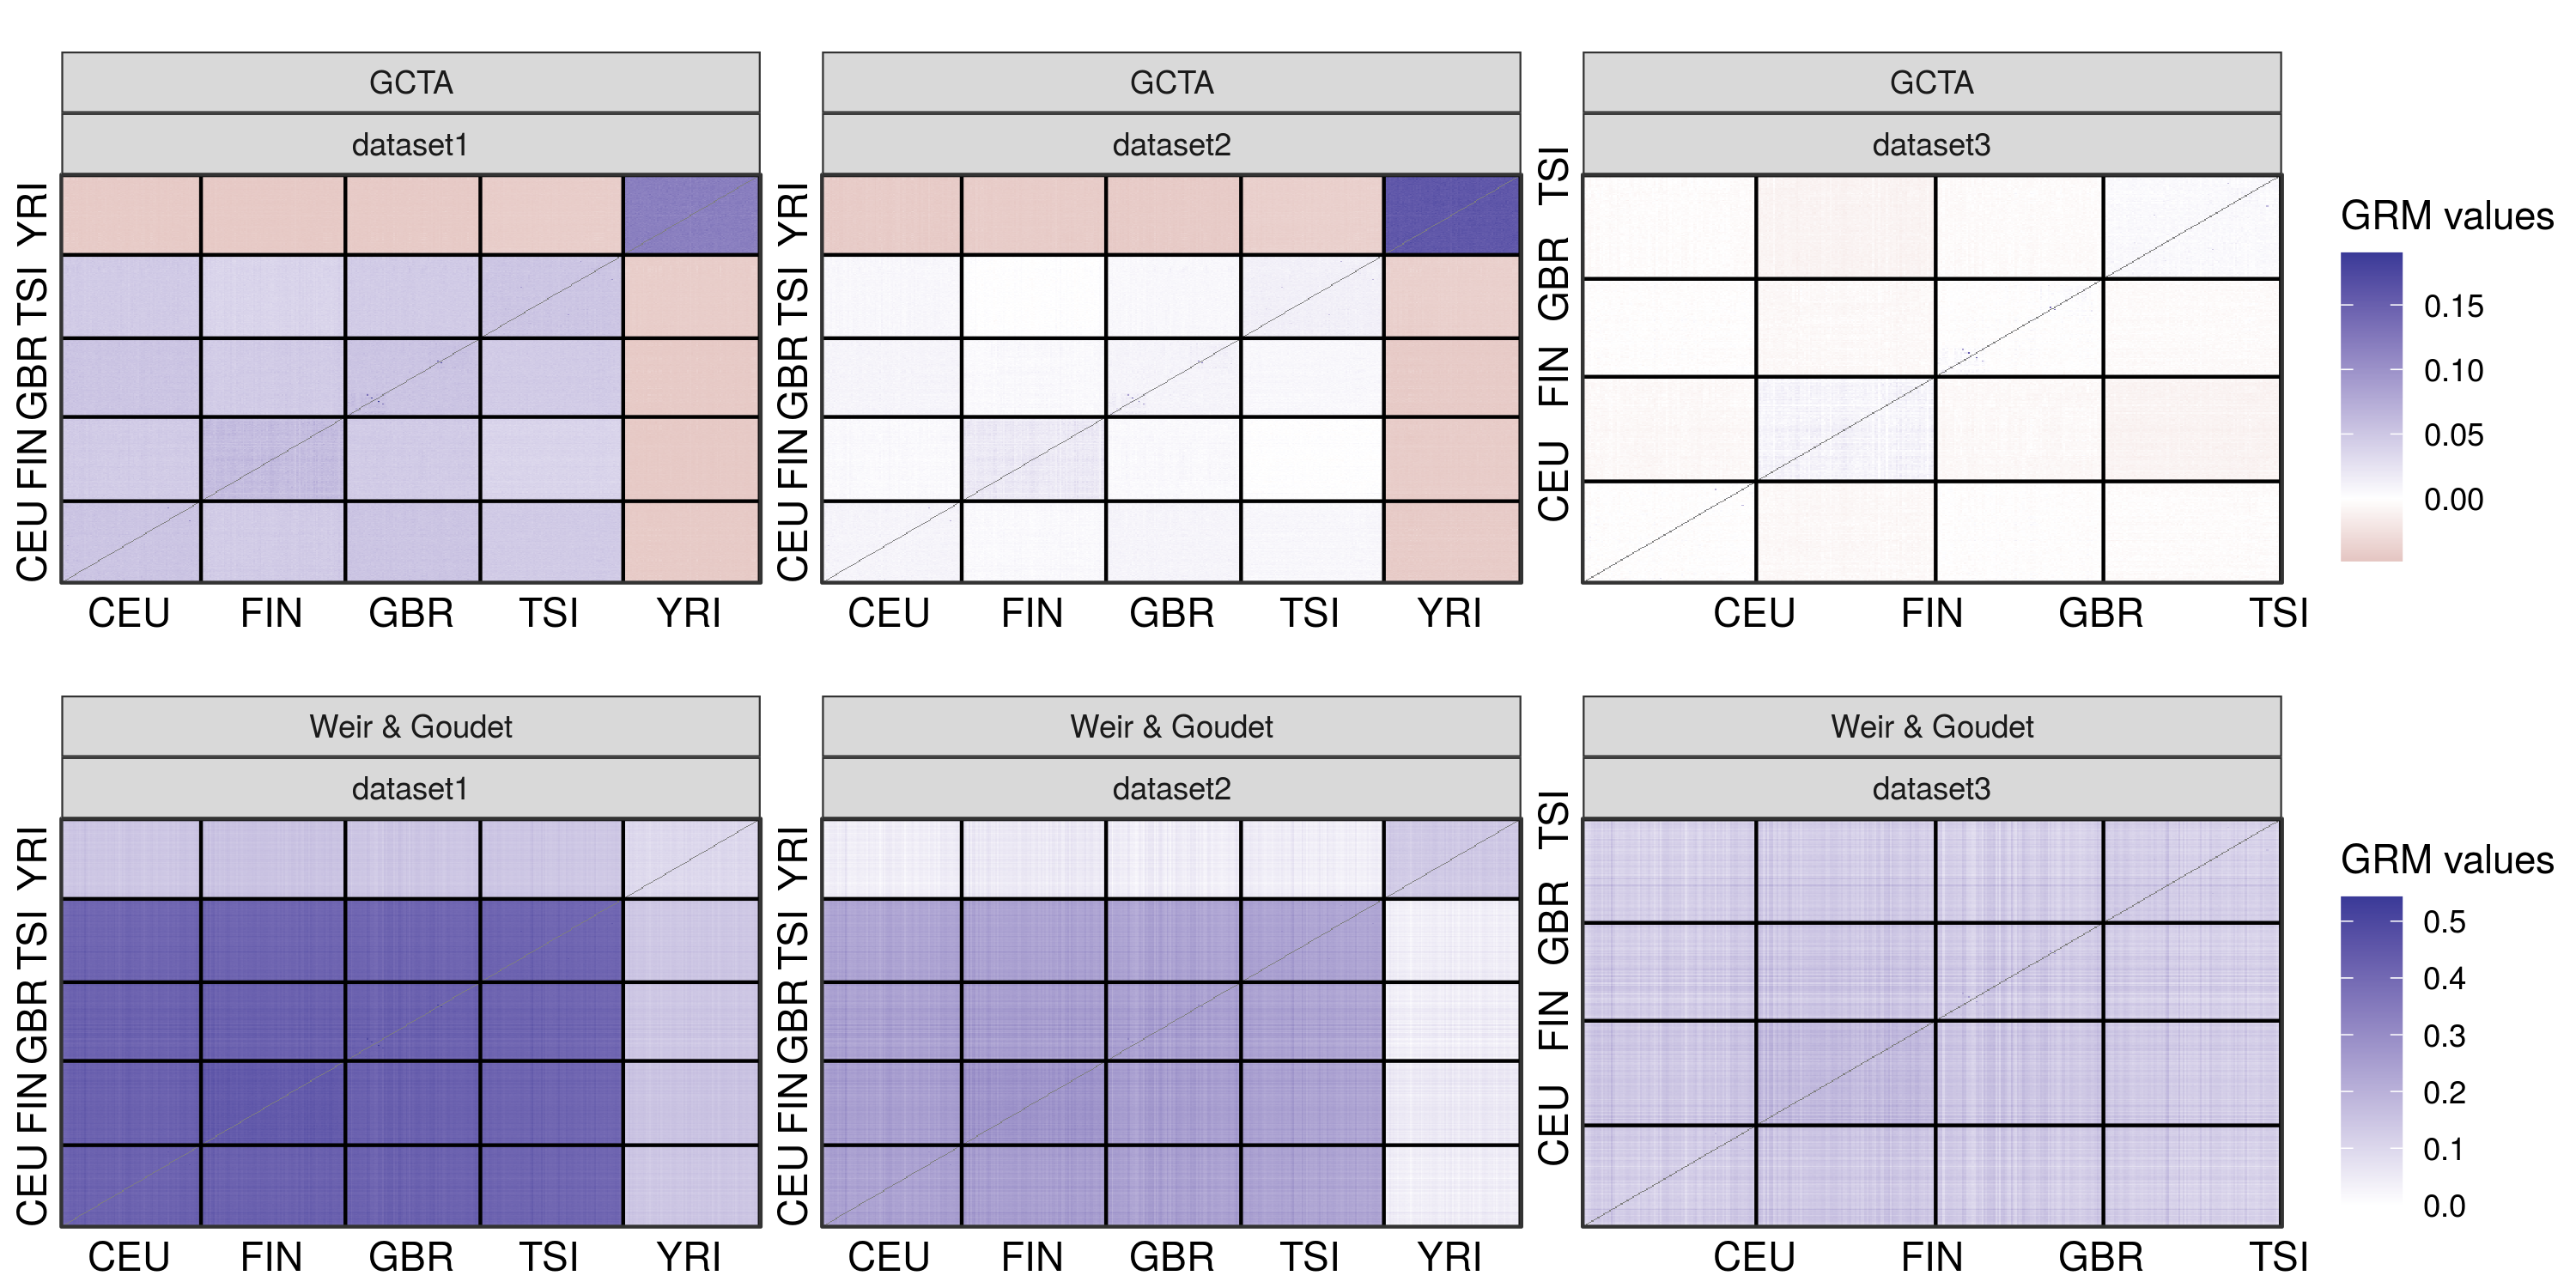 GCTA
dataset1
YRI
TSI
GBR
FIN
CEU
CEU FIN GBR TSI YRI
GCTA
dataset2
YRI
TSI
GBR
FIN
CEU
CEU FIN GBR TSI YRI
GCTA
dataset3
TSI
GBR
FIN
CEU
CEU FIN GBR TSI
GRM values
0.15
0.10
0.05
0.00
Weir & Goudet
dataset1
YRI
TSI
GBR
FIN
CEU
CEU FIN GBR TSI YRI
Weir & Goudet
dataset2
YRI
TSI
GBR
FIN
CEU
CEU FIN GBR TSI YRI
Weir & Goudet
dataset3
TSI
GBR
FIN
CEU
CEU FIN GBR TSI
GRM values
0.5
0.4
0.3
0.2
0.1
0.0